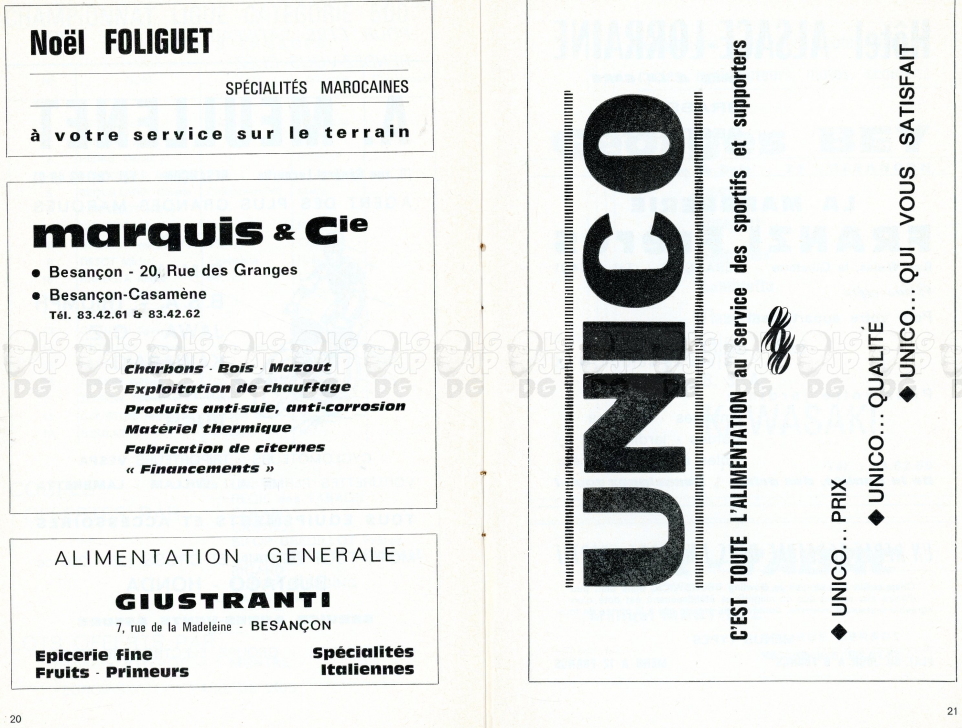 Noël FOLIGUET
SPÉCIALITÉS MAROCAINES
à votre service sur le terrain
marquis & Cie
● Besançon - 20, Rue des Granges
● Besançon-Casamène
Tél. 83.42.61 & 83.42.62
Charbons - Bois - Mazout
Exploitation de chauffage
Produits anti-suie, anti-corrosion
Matériel thermique
Fabrication de citernes
« Financements »
ALIMENTATION GENERALE
GIUSTRANTI
7, rue de la Madeleine - BESANÇON
Epicerie fine
Fruits - Primeurs
Spécialités
Italiennes
20
UNICO
C'EST TOUTE L'ALIMENTATION au service des sportifs et supporters
◆ UNICO... PRIX
◆ UNICO... QUALITÉ
◆ UNICO... QUI VOUS SATISFAIT
21
LG JP DG